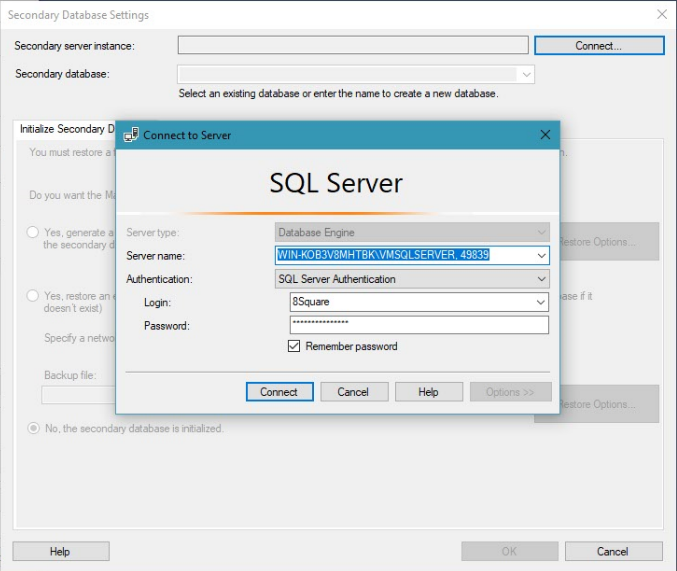 Secondary Database Settings
Secondary server instance:
Connect...
Secondary database:
Select an existing database or enter the name to create a new database.
Initialize Secondary D
Connect to Server
You must restore a
n.
SQL Server
Do you want the Ma
Yes, generate a
the secondary d
Server type:
Database Engine
Restore Options...
Server name:
WIN-KOB3V8MHTBK\VMSQLSERVER, 49839
Authentication:
SQL Server Authentication
Yes, restore an e
doesn't exist)
Login:
8Square
ase if it
Password:
***************
Specify a netwo
Remember password
Backup file:
Connect
Cancel
Help
Options >>
Restore Options...
No, the secondary database is initialized.
Help
OK
Cancel